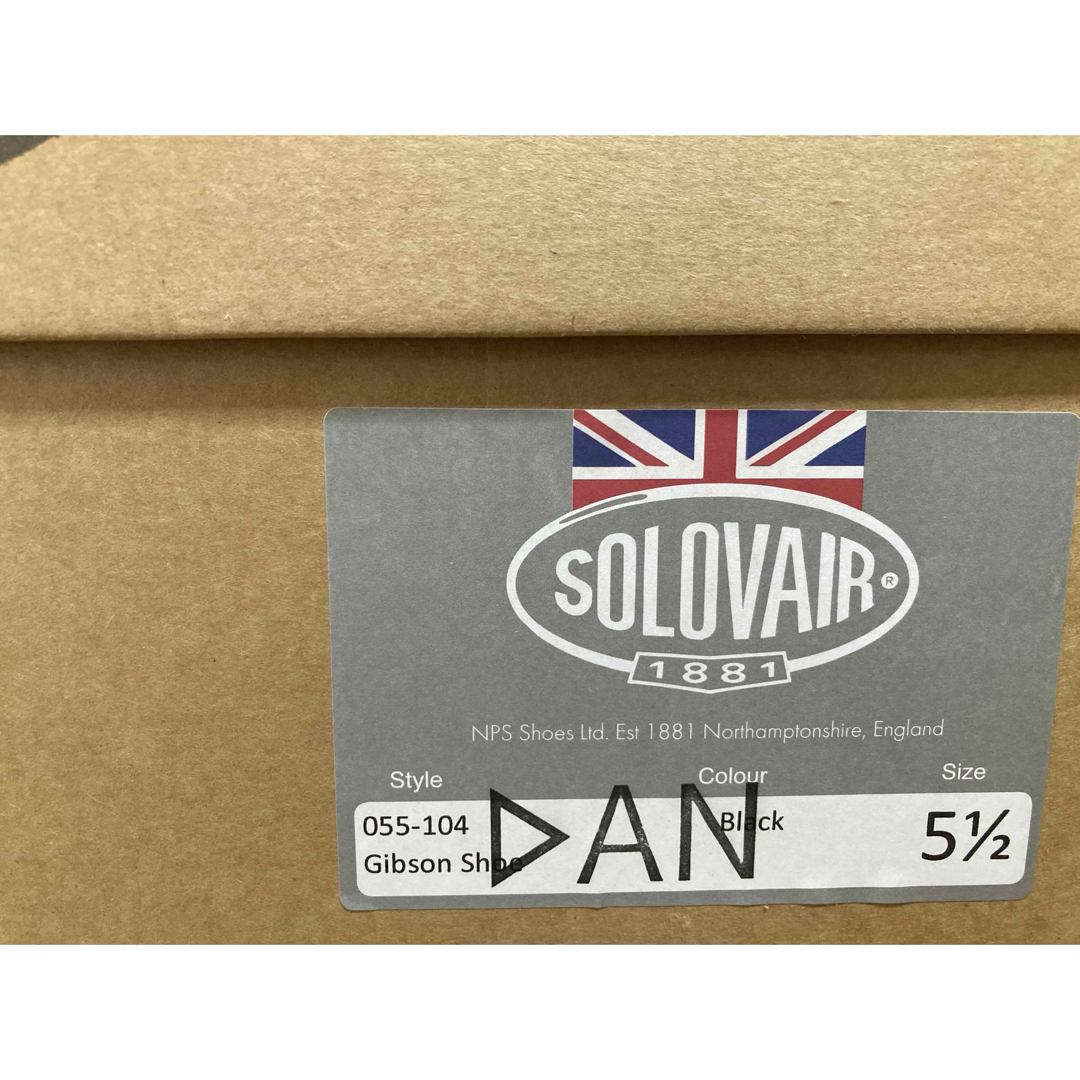 SOLOVAIR®
1881
NPS Shoes Ltd. Est 1881 Northamptonshire, England
Style Colour Size
055-104 Black 5½
Gibson Shoe
DAN